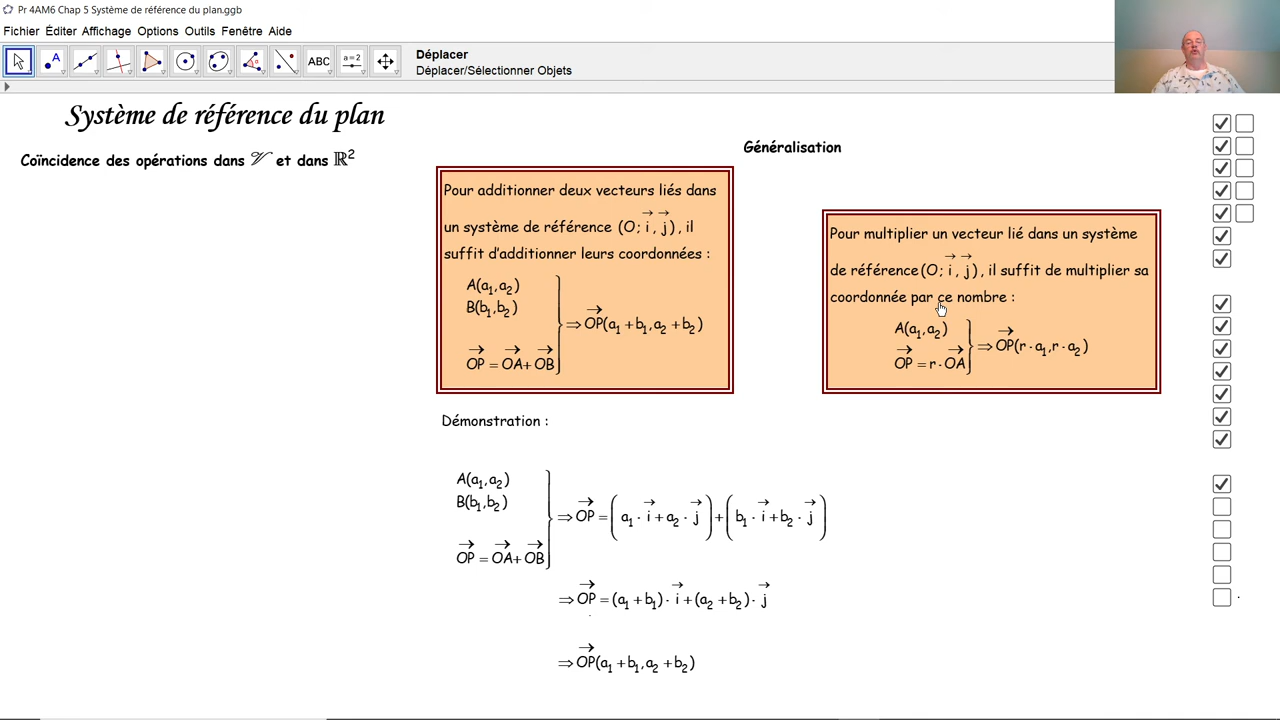 Pr 4AM6 Chap 5 Système de référence du plan.ggb
Fichier Éditer Affichage Options Outils Fenêtre Aide
A
ABC
a=2
Déplacer
Déplacer/Sélectionner Objets
Système de référence du plan
Coïncidence des opérations dans 𝒱 et dans ℝ²
Généralisation
Pour additionner deux vecteurs liés dans
un système de référence (O; i⃗, j⃗), il
suffit d'additionner leurs coordonnées :
A(a₁,a₂)
B(b₁,b₂)
OP⃗ = OA⃗ + OB⃗
⇒ OP⃗(a₁+b₁,a₂+b₂)
Pour multiplier un vecteur lié dans un système
de référence (O; i⃗, j⃗), il suffit de multiplier sa
coordonnée par ce nombre :
A(a₁,a₂)
OP⃗ = r · OA⃗
⇒ OP⃗(r · a₁,r · a₂)
Démonstration :
A(a₁,a₂)
B(b₁,b₂)
OP⃗ = OA⃗ + OB⃗
⇒ OP⃗ = (a₁ · i⃗ + a₂ · j⃗) + (b₁ · i⃗ + b₂ · j⃗)
⇒ OP⃗ = (a₁ + b₁) · i⃗ + (a₂ + b₂) · j⃗
⇒ OP⃗(a₁ + b₁,a₂ + b₂)